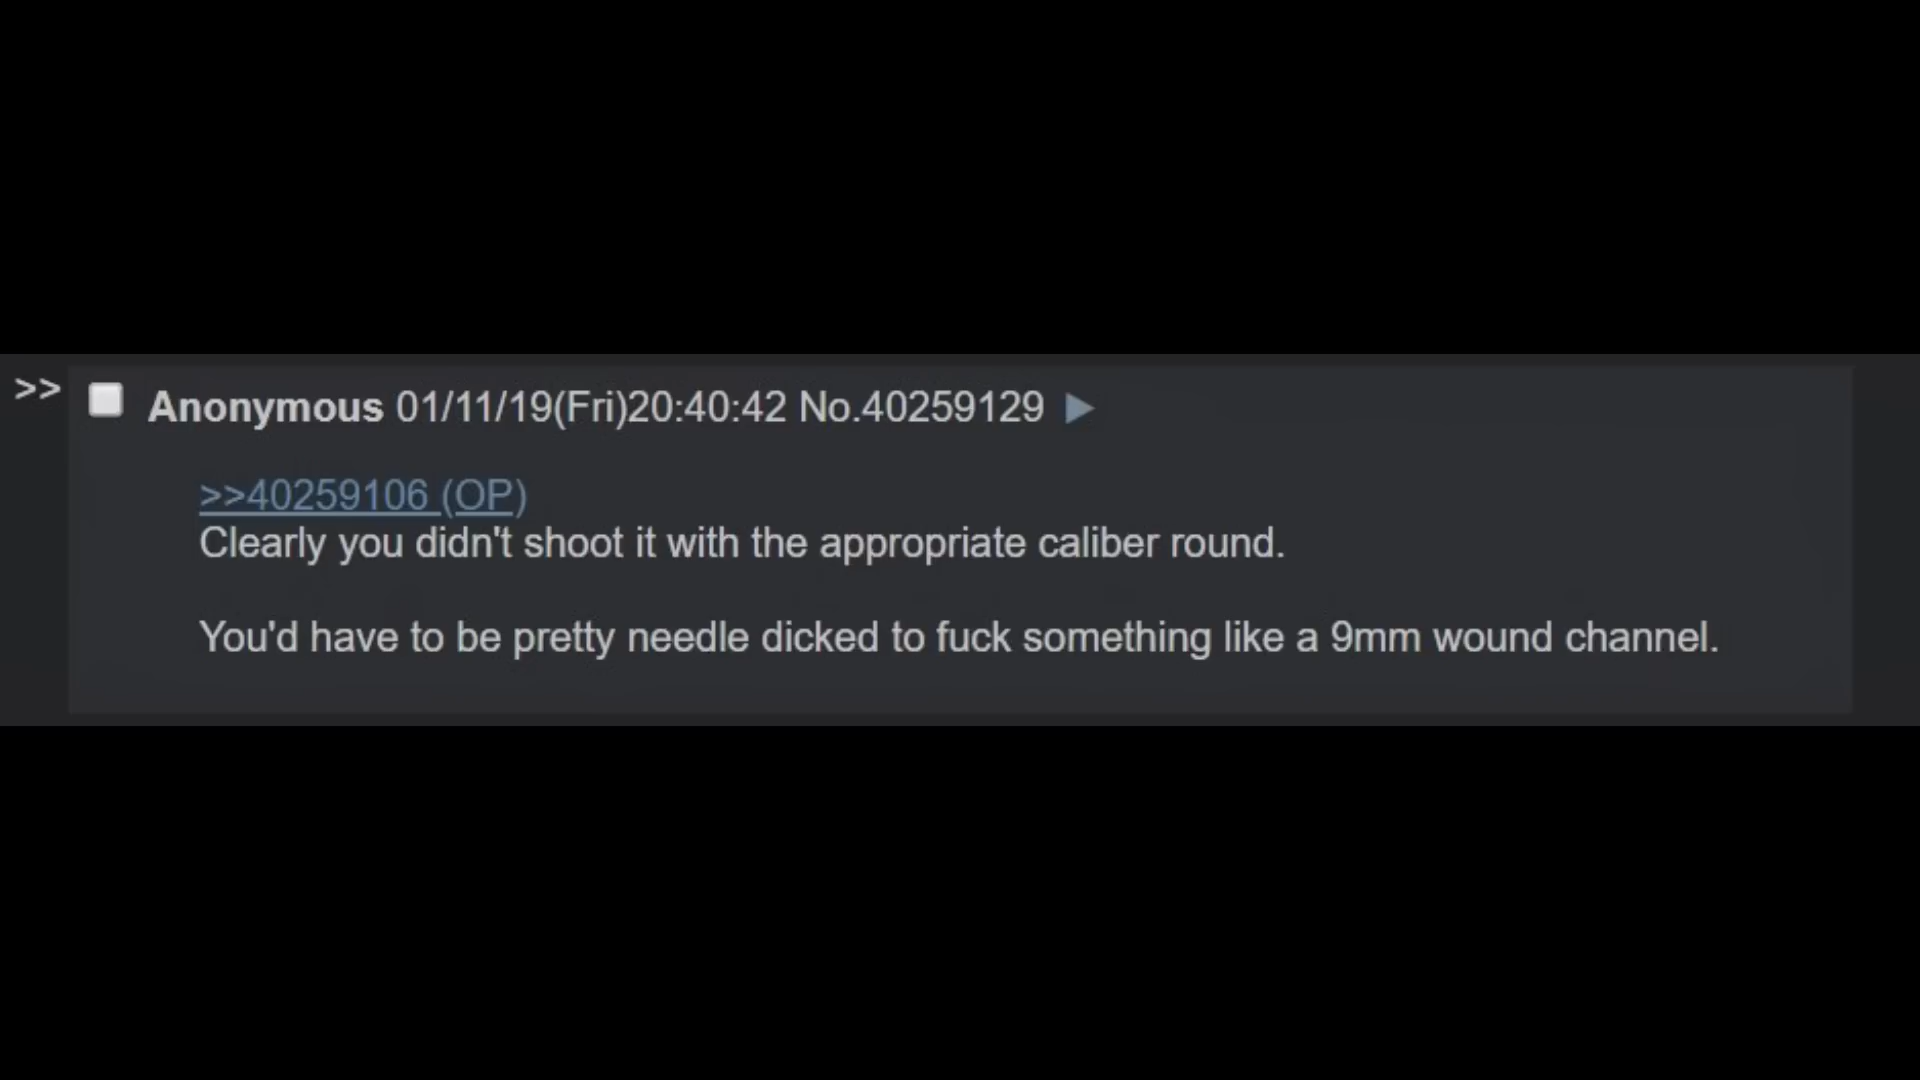 >> Anonymous 01/11/19(Fri)20:40:42 No.40259129 ▶
>>40259106 (OP)
Clearly you didn't shoot it with the appropriate caliber round.
You'd have to be pretty needle dicked to fuck something like a 9mm wound channel.